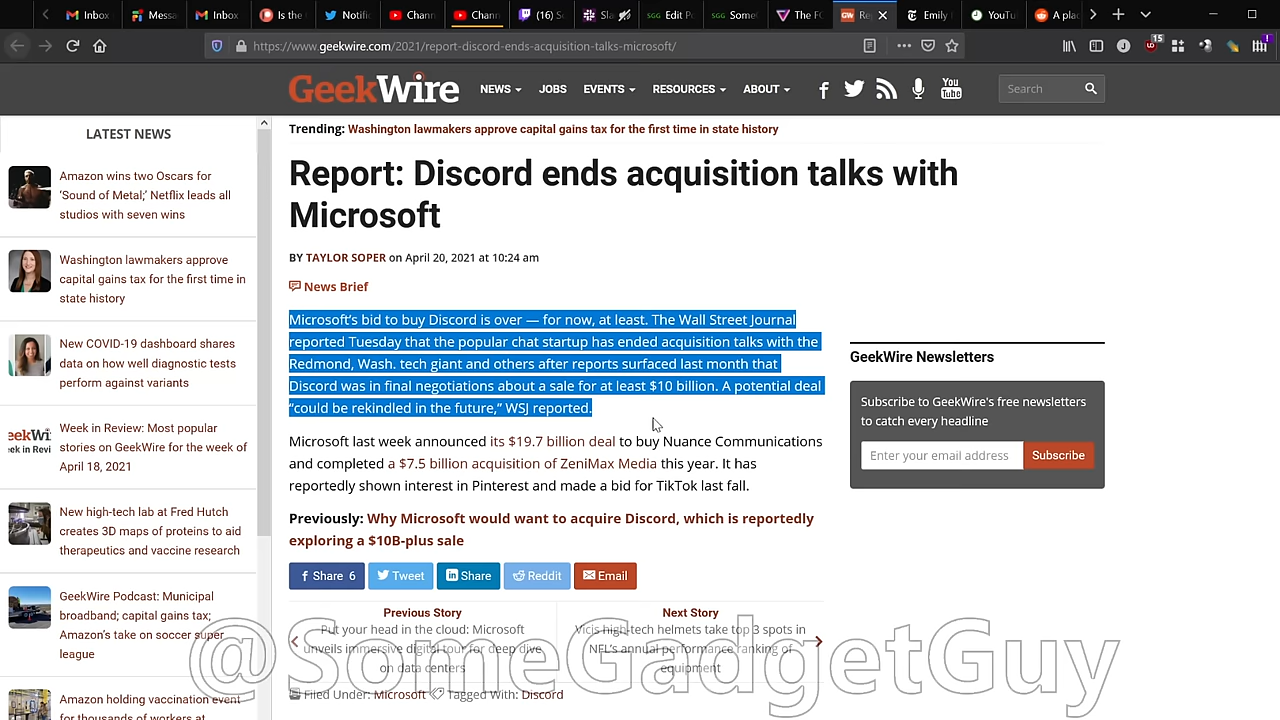 Inbox
Messa
Inbox
Is the
Notific
Chann
Chann
(16) S
Sla
Edit P
Some
The F
Re
Emily
YouTu
A plac
https://www.geekwire.com/2021/report-discord-ends-acquisition-talks-microsoft/
15
GeekWire
NEWS
JOBS
EVENTS
RESOURCES
ABOUT
You
Tube
Search
LATEST NEWS
Amazon wins two Oscars for
‘Sound of Metal;’ Netflix leads all
studios with seven wins
Washington lawmakers approve
capital gains tax for the first time in
state history
New COVID-19 dashboard shares
data on how well diagnostic tests
perform against variants
Week in Review: Most popular
stories on GeekWire for the week of
April 18, 2021
New high-tech lab at Fred Hutch
creates 3D maps of proteins to aid
therapeutics and vaccine research
GeekWire Podcast: Municipal
broadband; capital gains tax;
Amazon’s take on soccer super
league
Amazon holding vaccination event
for thousands of workers at
Trending: Washington lawmakers approve capital gains tax for the first time in state history
Report: Discord ends acquisition talks with
Microsoft
BY TAYLOR SOPER on April 20, 2021 at 10:24 am
News Brief
Microsoft’s bid to buy Discord is over — for now, at least. The Wall Street Journal
reported Tuesday that the popular chat startup has ended acquisition talks with the
Redmond, Wash. tech giant and others after reports surfaced last month that
Discord was in final negotiations about a sale for at least $10 billion. A potential deal
“could be rekindled in the future,” WSJ reported.
Microsoft last week announced its $19.7 billion deal to buy Nuance Communications
and completed a $7.5 billion acquisition of ZeniMax Media this year. It has
reportedly shown interest in Pinterest and made a bid for TikTok last fall.
Previously: Why Microsoft would want to acquire Discord, which is reportedly
exploring a $10B-plus sale
Share 6
Tweet
Share
Reddit
Email
Previous Story
Put your head in the cloud: Microsoft
unveils immersive digital tour for deep dive
on data centers
Next Story
Vicis high-tech helmets take top 3 spots in
NFL’s annual performance ranking of
equipment
Filed Under: Microsoft Tagged With: Discord
GeekWire Newsletters
Subscribe to GeekWire's free newsletters
to catch every headline
Enter your email address
Subscribe
@SomeGadgetGuy